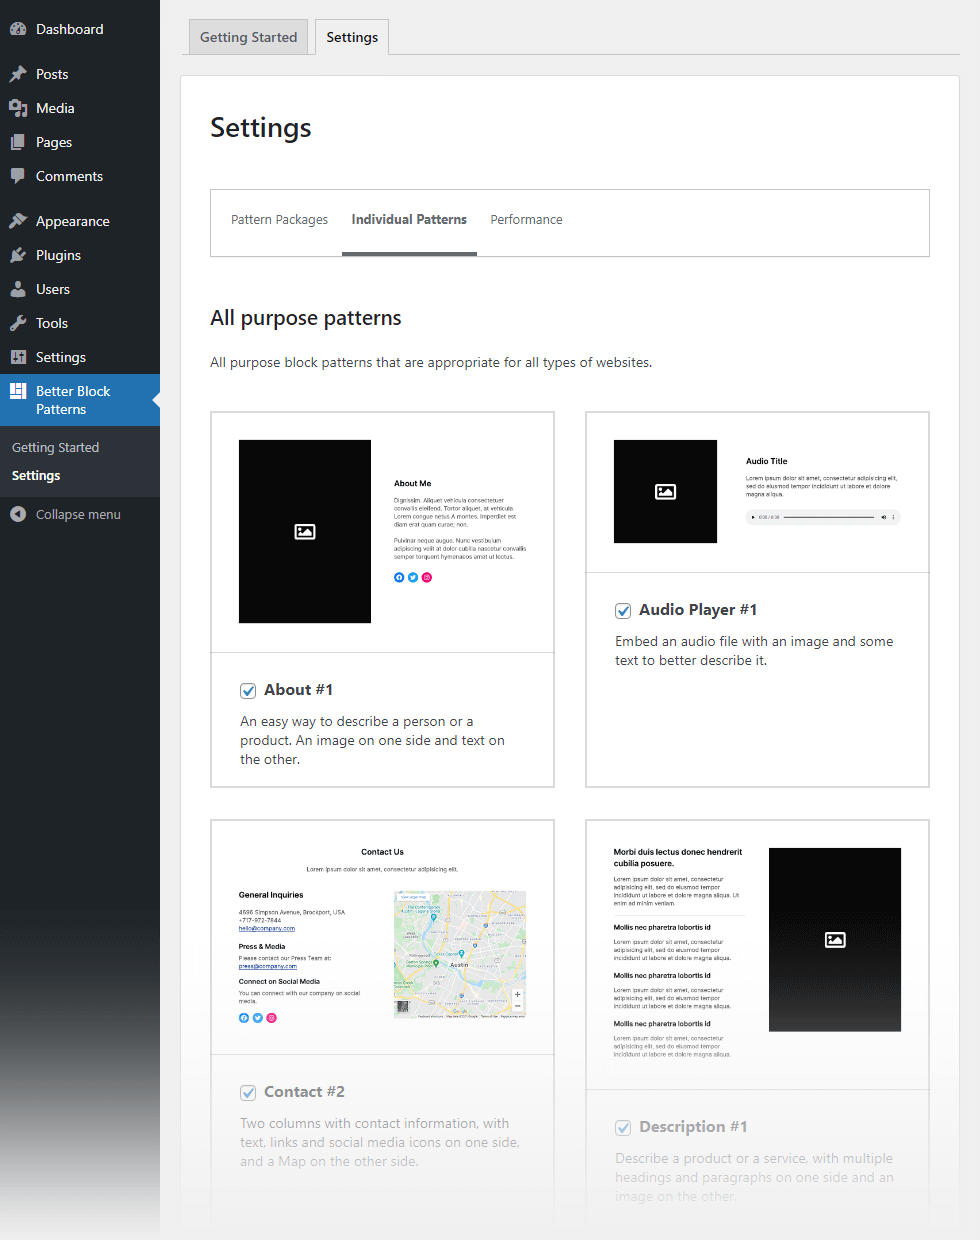 Dashboard
Posts
Media
Pages
Comments
Appearance
Plugins
Users
Tools
Settings
Better Block
Patterns
Getting Started
Settings
Collapse menu
Getting Started
Settings
Settings
Pattern Packages
Individual Patterns
Performance
All purpose patterns
All purpose block patterns that are appropriate for all types of websites.
About Me
Dignissim. Aliquet vehicula consectetuer
convallis eleifend. Tortor aliquet, at vehicula.
Lorem congue netus A montes. Imperdiet est
diam erat quam curae; non.
Pulvinar neque augue. Nunc vestibulum
adipiscing velit at dolor cubilia nascetur convallis
semper torquent hymenaeos amet ut lectus.
About #1
An easy way to describe a person or a
product. An image on one side and text on
the other.
Audio Title
Lorem ipsum dolor sit amet, consectetur adipisicing elit,
sed do eiusmod tempor incididunt ut labore et dolore
magna aliqua.
0:00 / 0:30
Audio Player #1
Embed an audio file with an image and some
text to better describe it.
Contact Us
Lorem ipsum dolor sit amet, consectetur adipisicing elit.
General Inquiries
4696 Simpson Avenue, Brockport, USA
+717-972-7844
hello@company.com
Press & Media
Please contact our Press Team at:
press@company.com
Connect on Social Media
You can connect with our company on social
media.
View larger map
Austin
Google
Contact #2
Two columns with contact information, with
text, links and social media icons on one side,
and a Map on the other side.
Morbi duis lectus donec hendrerit
cubilia posuere.
Lorem ipsum dolor sit amet, consectetur
adipisicing elit, sed do eiusmod tempor
incididunt ut labore et dolore magna aliqua. Ut
enim ad minim veniam.
Mollis nec pharetra lobortis id
Lorem ipsum dolor sit amet, consectetur
adipisicing elit, sed do eiusmod tempor
incididunt ut labore et dolore magna aliqua.
Mollis nec pharetra lobortis id
Lorem ipsum dolor sit amet, consectetur
adipisicing elit, sed do eiusmod tempor
incididunt ut labore et dolore magna aliqua.
Mollis nec pharetra lobortis id
Lorem ipsum dolor sit amet, consectetur
adipisicing elit, sed do eiusmod tempor
incididunt ut labore et dolore magna aliqua.
Description #1
Describe a product or a service, with multiple
headings and paragraphs on one side and an
image on the other.